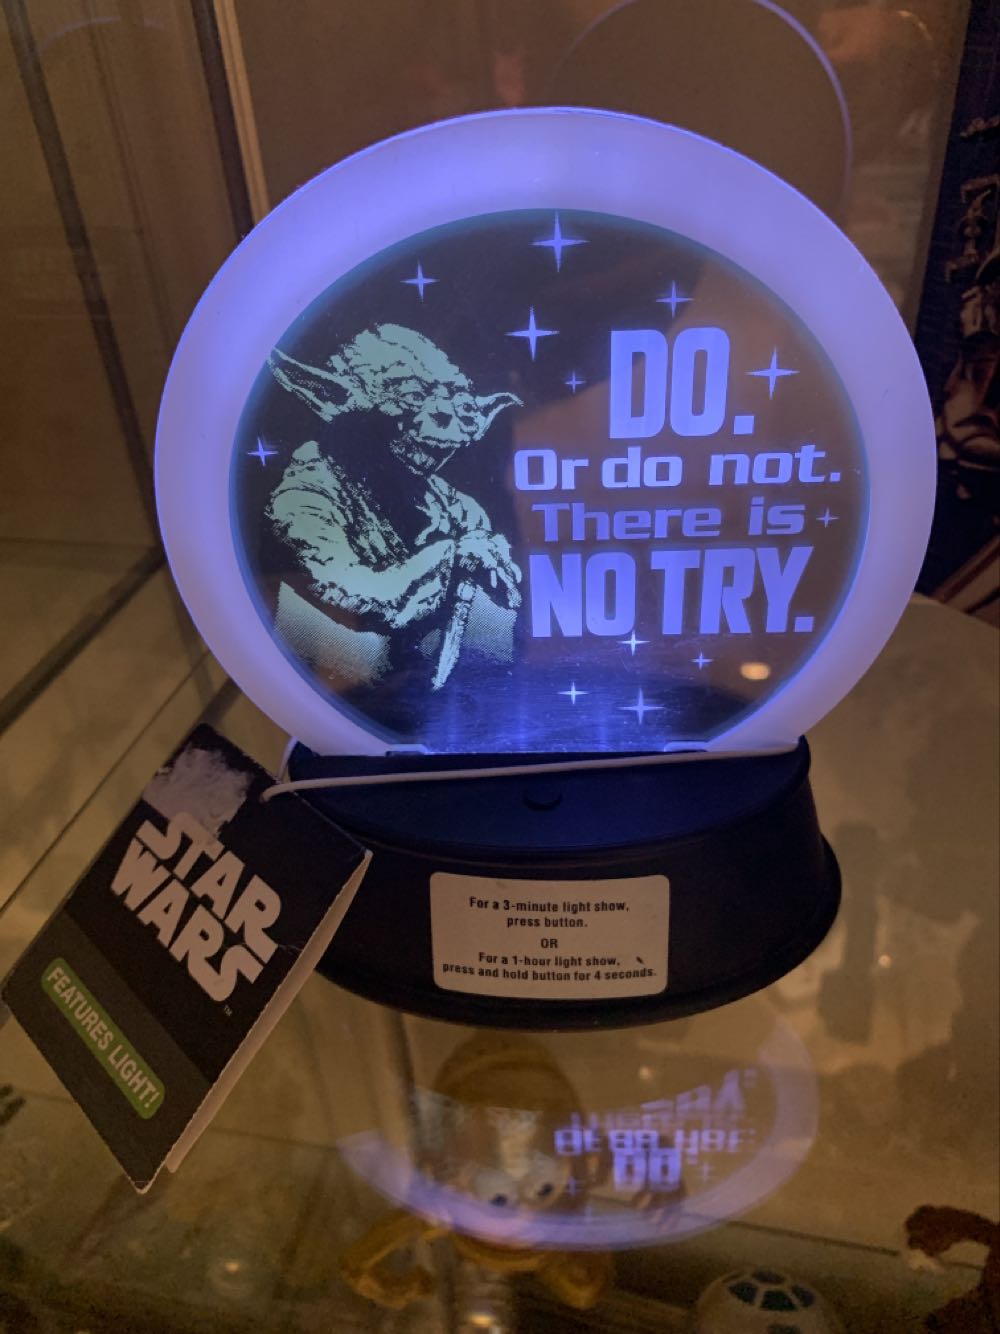 DO.
Or do not.
There is
NO TRY.
STAR
WARS™
FEATURES LIGHT!
For a 3-minute light show,
press button.
OR
For a 1-hour light show,
press and hold button for 4 seconds.